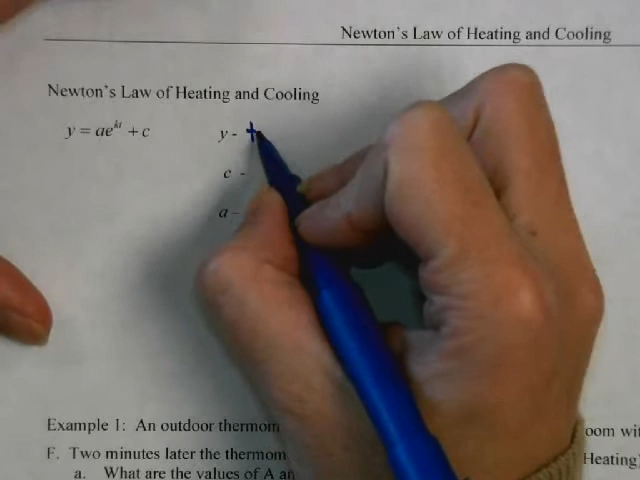 Newton's Law of Heating and Cooling
Newton's Law of Heating and Cooling
y = ae^{kt} + c
y - t
c -
a -
Example 1: An outdoor thermom
oom wit
F. Two minutes later the thermom
Heating
a. What are the values of A an